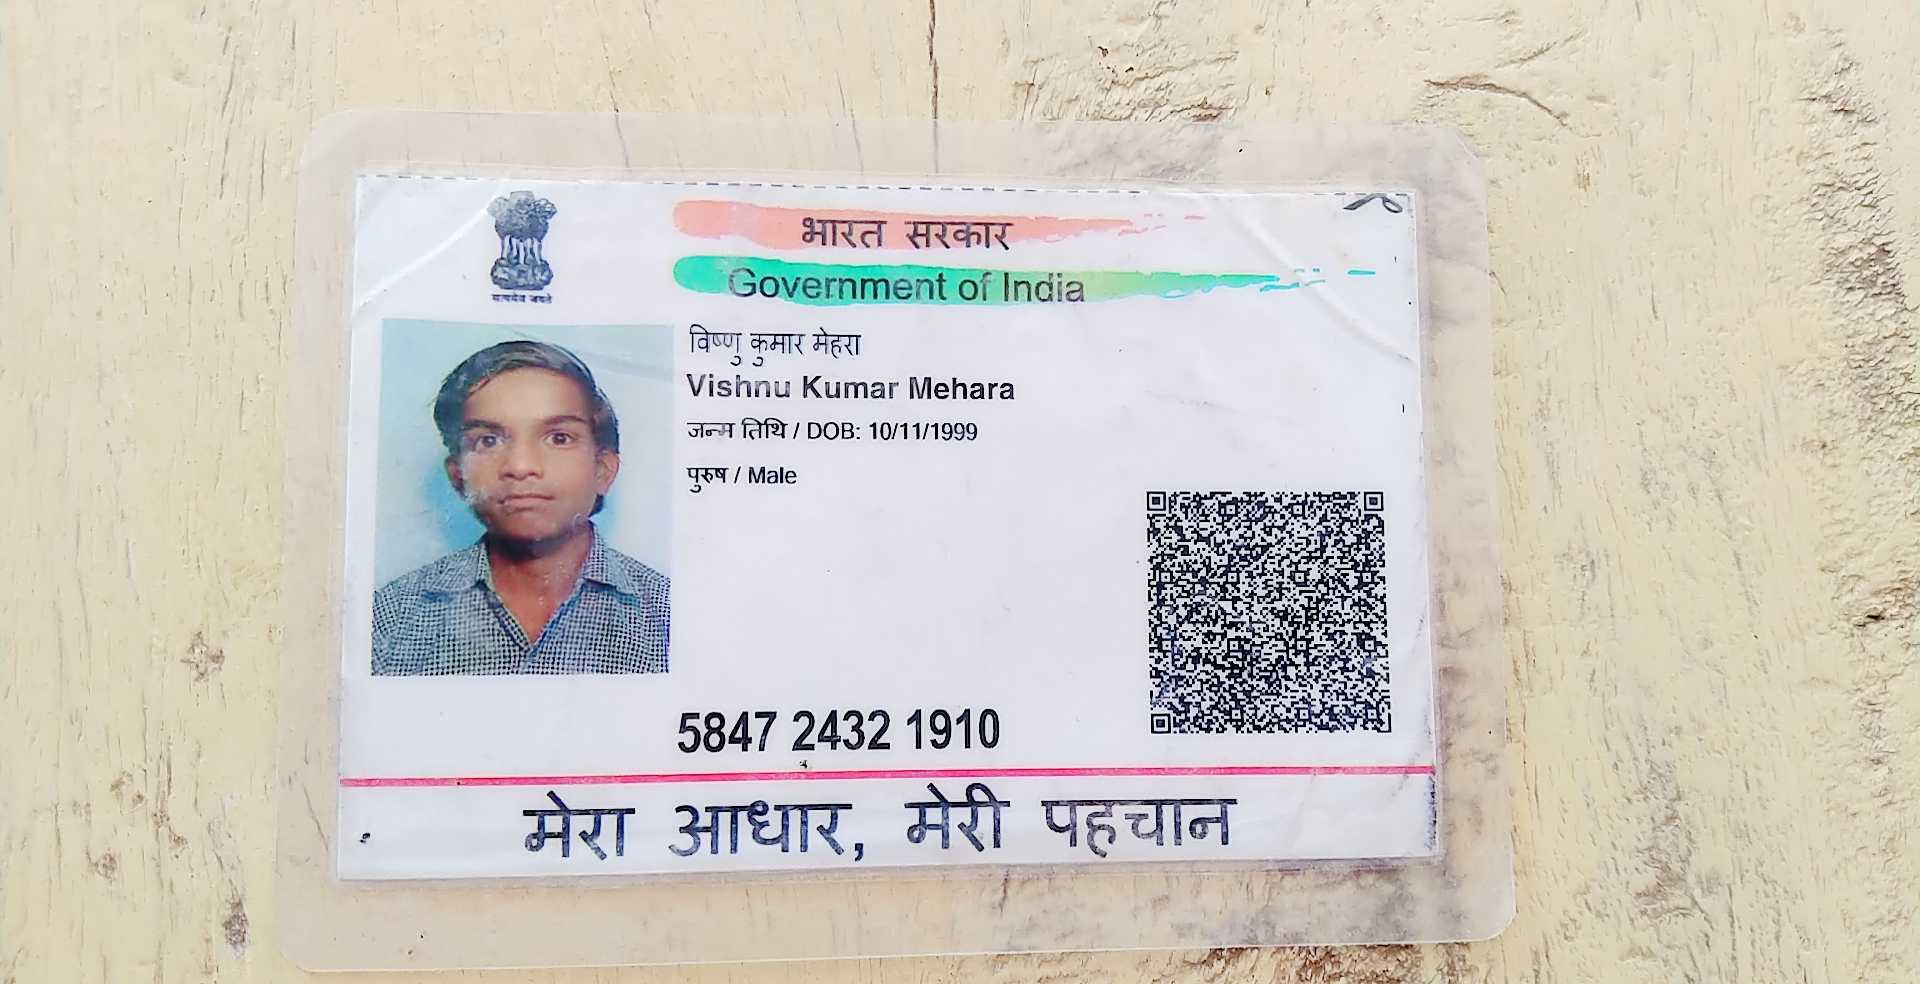 सत्यमेव जयते
भारत सरकार
Government of India
विष्णु कुमार मेहरा
Vishnu Kumar Mehara
जन्म तिथि / DOB: 10/11/1999
पुरुष / Male
5847 2432 1910
मेरा आधार, मेरी पहचान